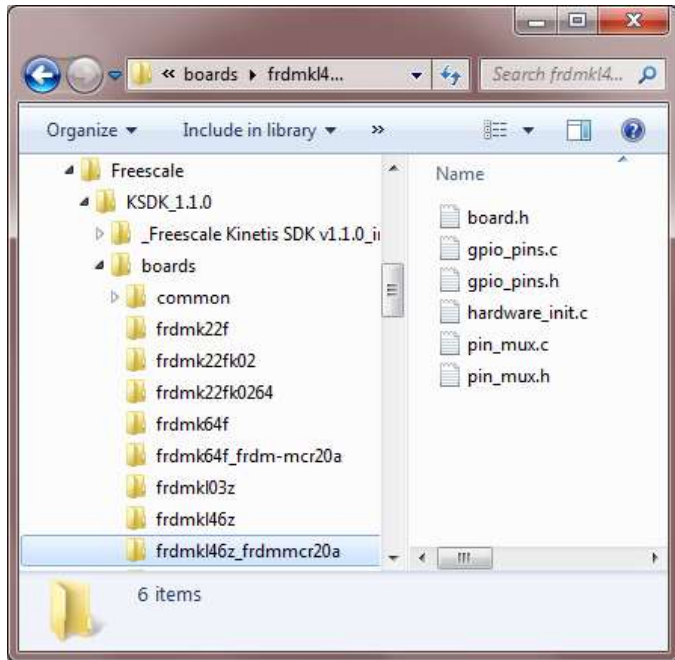 « boards ▸ frdmkl4...
Search frdmkl4...
Organize
Include in library
»
Freescale
KSDK_1.1.0
_Freescale Kinetis SDK v1.1.0_i
boards
common
frdmk22f
frdmk22fk02
frdmk22fk0264
frdmk64f
frdmk64f_frdm-mcr20a
frdmkl03z
frdmkl46z
frdmkl46z_frdmmcr20a
Name
board.h
gpio_pins.c
gpio_pins.h
hardware_init.c
pin_mux.c
pin_mux.h
6 items